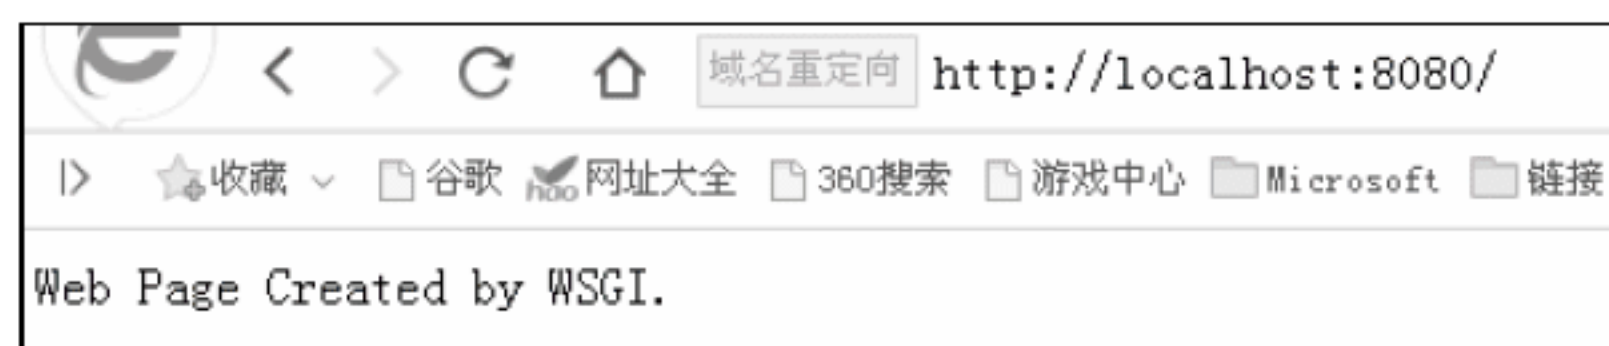 域名重定向 http://localhost:8080/
收藏 谷歌 hao 网址大全 360搜索 游戏中心 Microsoft 链接
Web Page Created by WSGI.